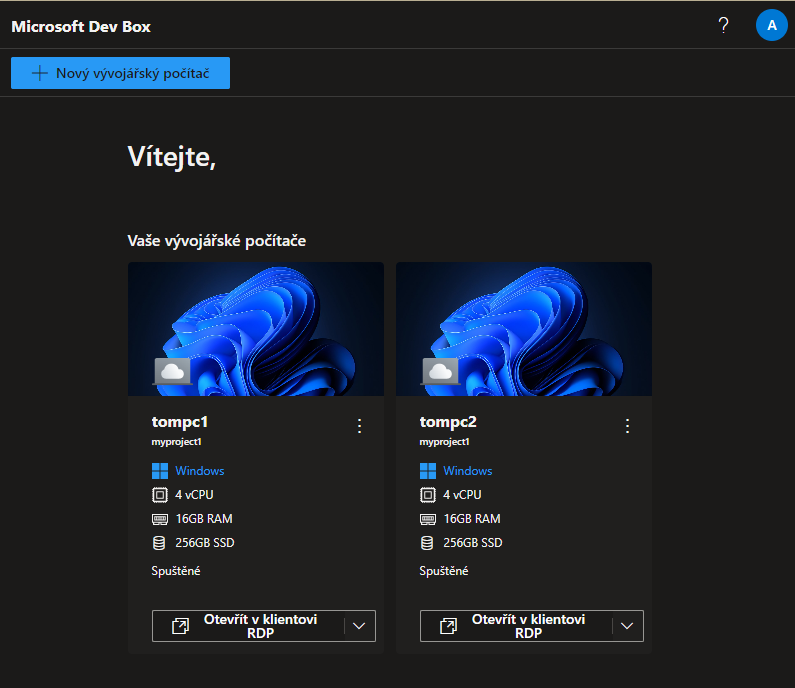 Microsoft Dev Box
?
A
Nový vývojářský počítač
Vítejte,
Vaše vývojářské počítače
tompc1
myproject1
Windows
4 vCPU
16GB RAM
256GB SSD
Spuštěné
Otevřít v klientovi
RDP
tompc2
myproject1
Windows
4 vCPU
16GB RAM
256GB SSD
Spuštěné
Otevřít v klientovi
RDP